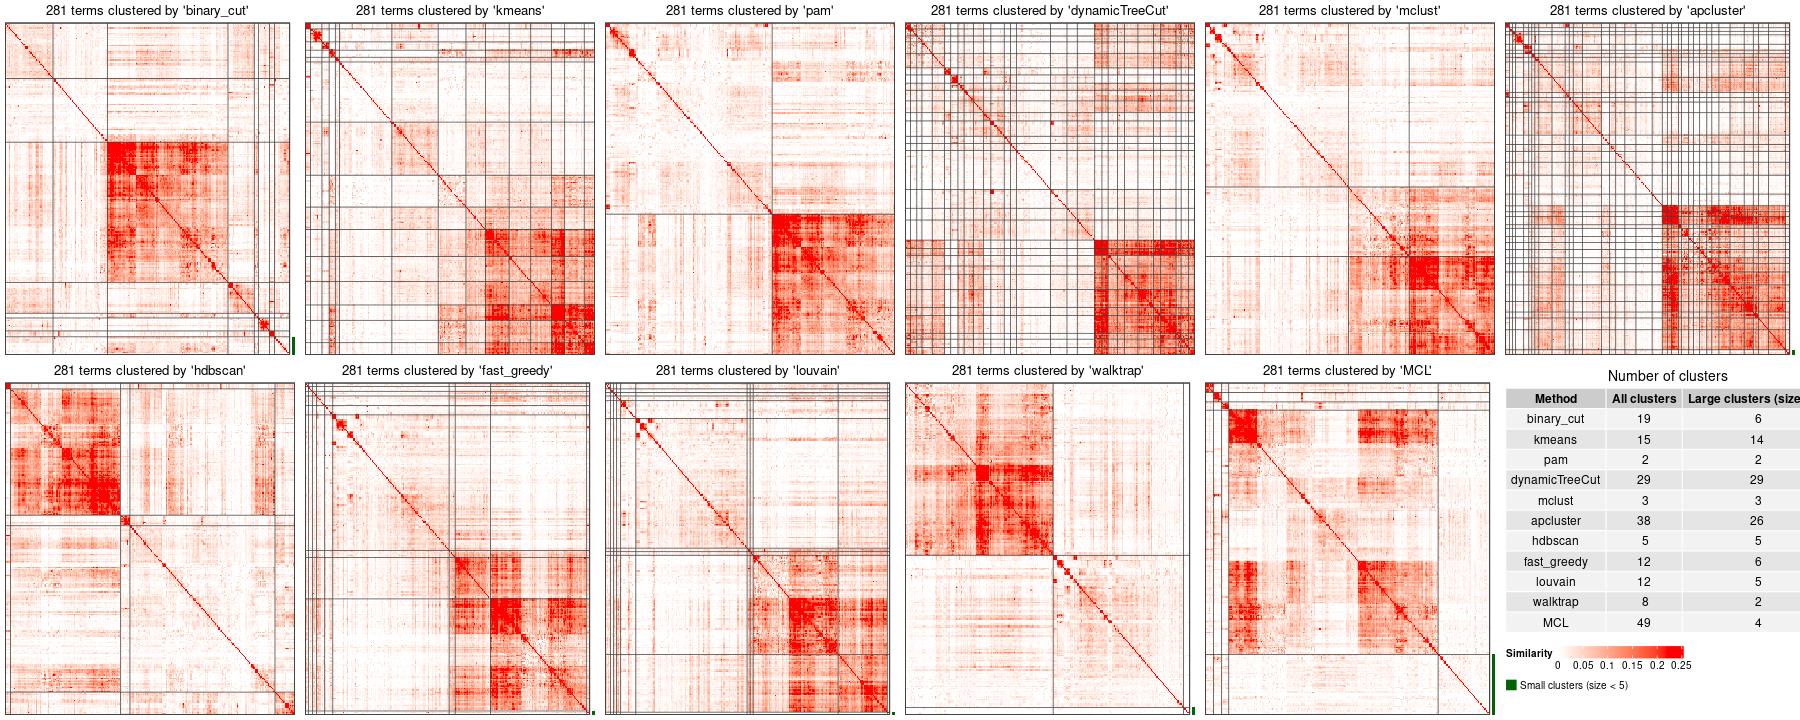 281 terms clustered by 'binary_cut'
281 terms clustered by 'kmeans'
281 terms clustered by 'pam'
281 terms clustered by 'dynamicTreeCut'
281 terms clustered by 'mclust'
281 terms clustered by 'apcluster'
281 terms clustered by 'hdbscan'
281 terms clustered by 'fast_greedy'
281 terms clustered by 'louvain'
281 terms clustered by 'walktrap'
281 terms clustered by 'MCL'
Number of clusters
Method All clusters Large clusters (size
binary_cut 19 6
kmeans 15 14
pam 2 2
dynamicTreeCut 29 29
mclust 3 3
apcluster 38 26
hdbscan 5 5
fast_greedy 12 6
louvain 12 5
walktrap 8 2
MCL 49 4
Similarity
0 0.05 0.1 0.15 0.2 0.25
Small clusters (size < 5)